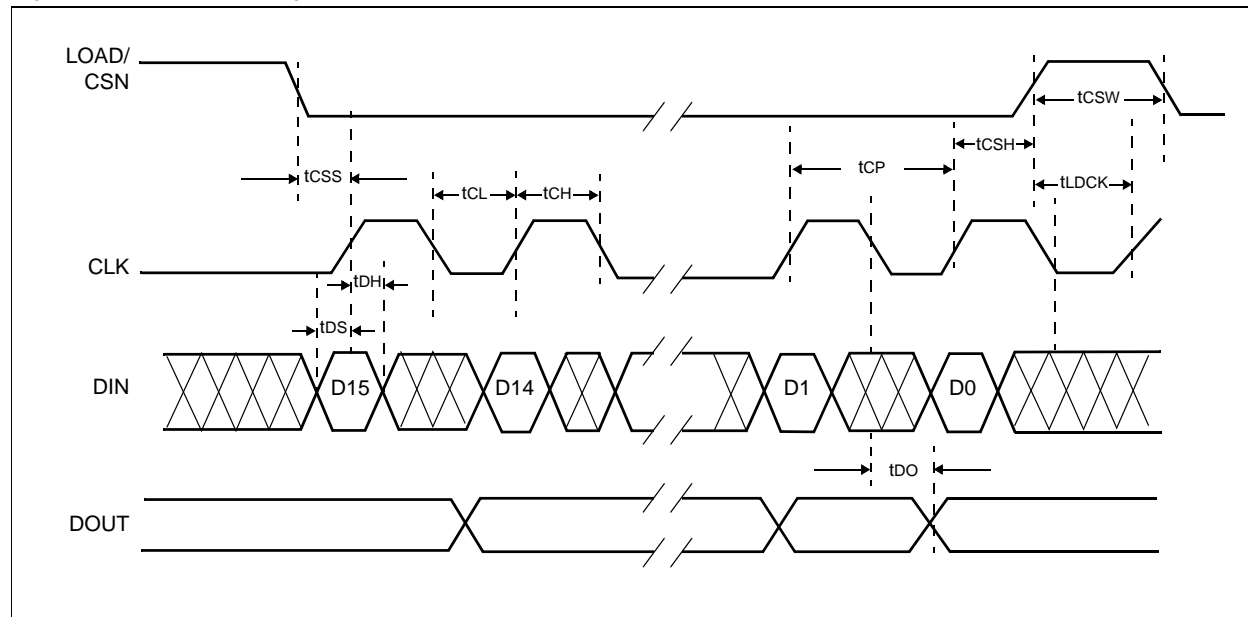 LOAD/
CSN
tCSW
tCSH
tCP
tCSS
tCL
tCH
tLDCK
CLK
tDH
tDS
DIN
D15
D14
D1
D0
tDO
DOUT